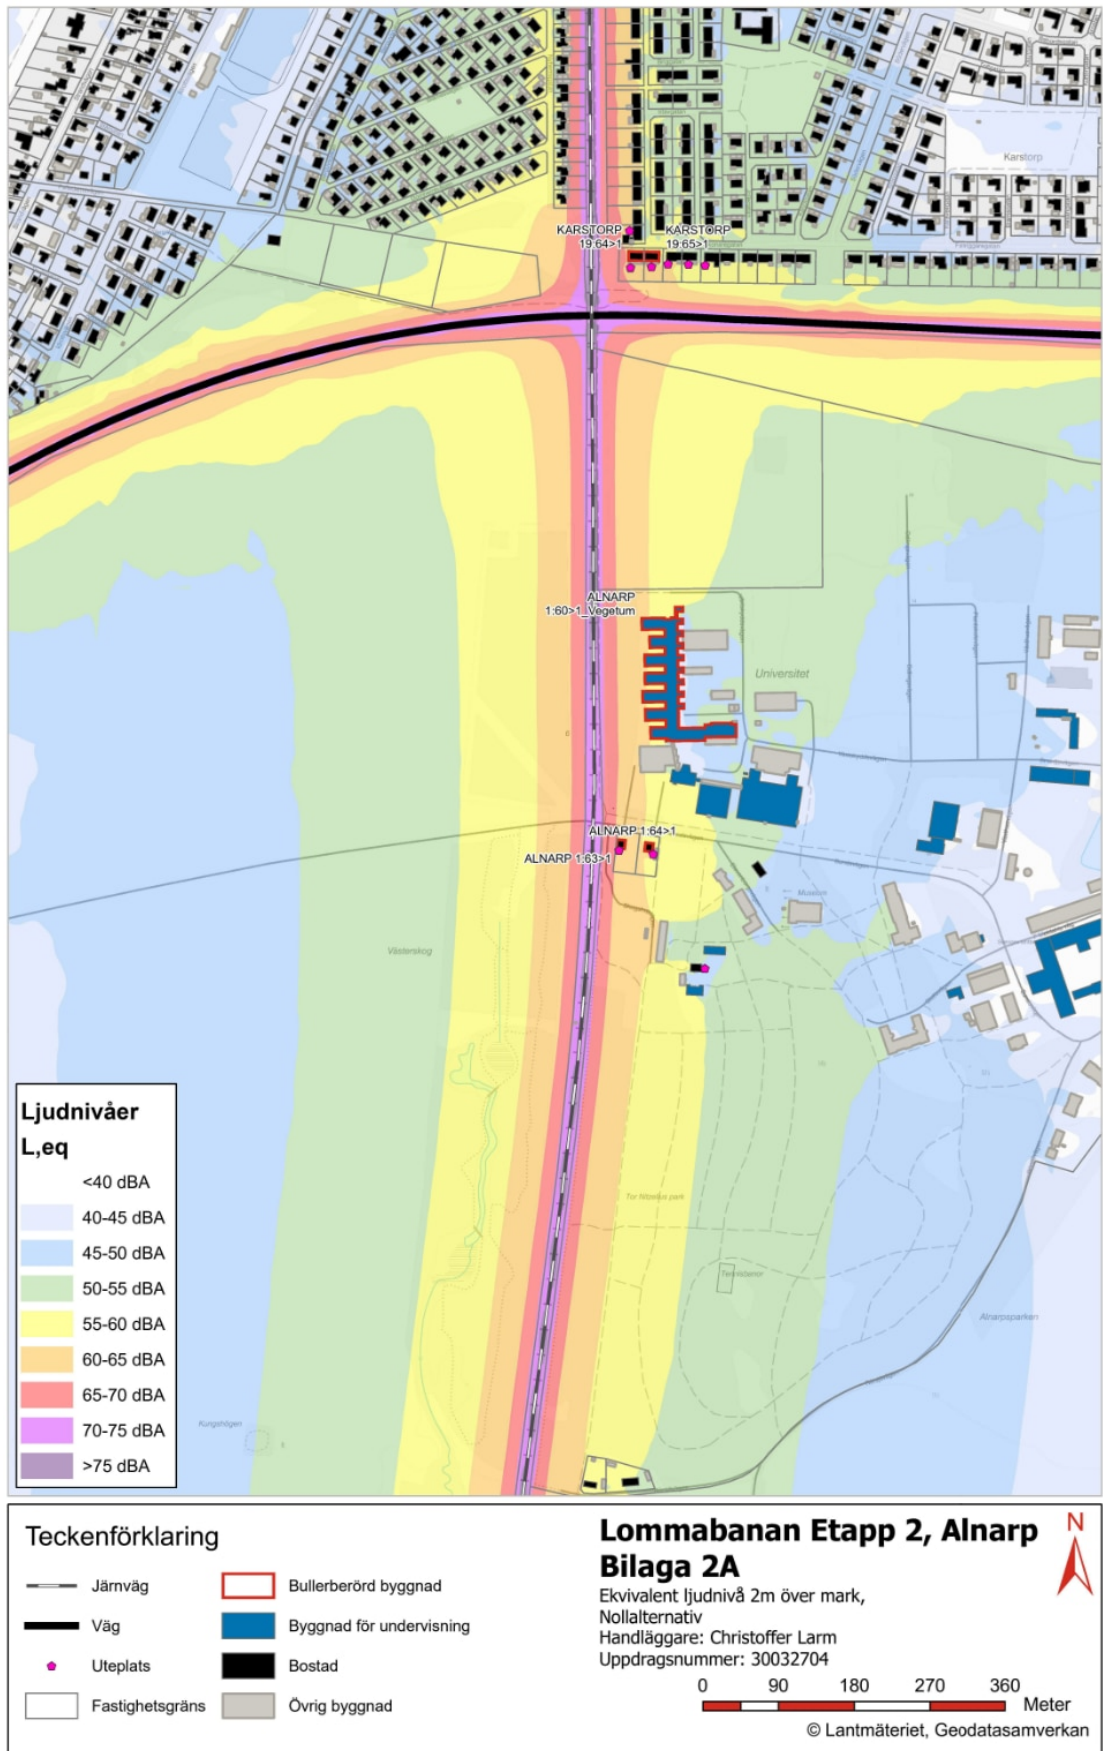 Karstorp
KARSTORP
19:64>1
KARSTORP
19:65>1
ALNARP
1:60>1_Vegetum
Universitet
ALNARP 1:64>1
ALNARP 1:63>1
Museum
Västerskog
Tor Nitzelius park
Tennisbanor
Alnarpsparken
Kungshögen
Ljudnivåer
L,eq
<40 dBA
40-45 dBA
45-50 dBA
50-55 dBA
55-60 dBA
60-65 dBA
65-70 dBA
70-75 dBA
>75 dBA
Teckenförklaring
Järnväg
Väg
Uteplats
Fastighetsgräns
Bullerberörd byggnad
Byggnad för undervisning
Bostad
Övrig byggnad
Lommabanan Etapp 2, Alnarp
Bilaga 2A
Ekvivalent ljudnivå 2m över mark,
Nollalternativ
Handläggare: Christoffer Larm
Uppdragsnummer: 30032704
N
0 90 180 270 360
Meter
© Lantmäteriet, Geodatasamverkan